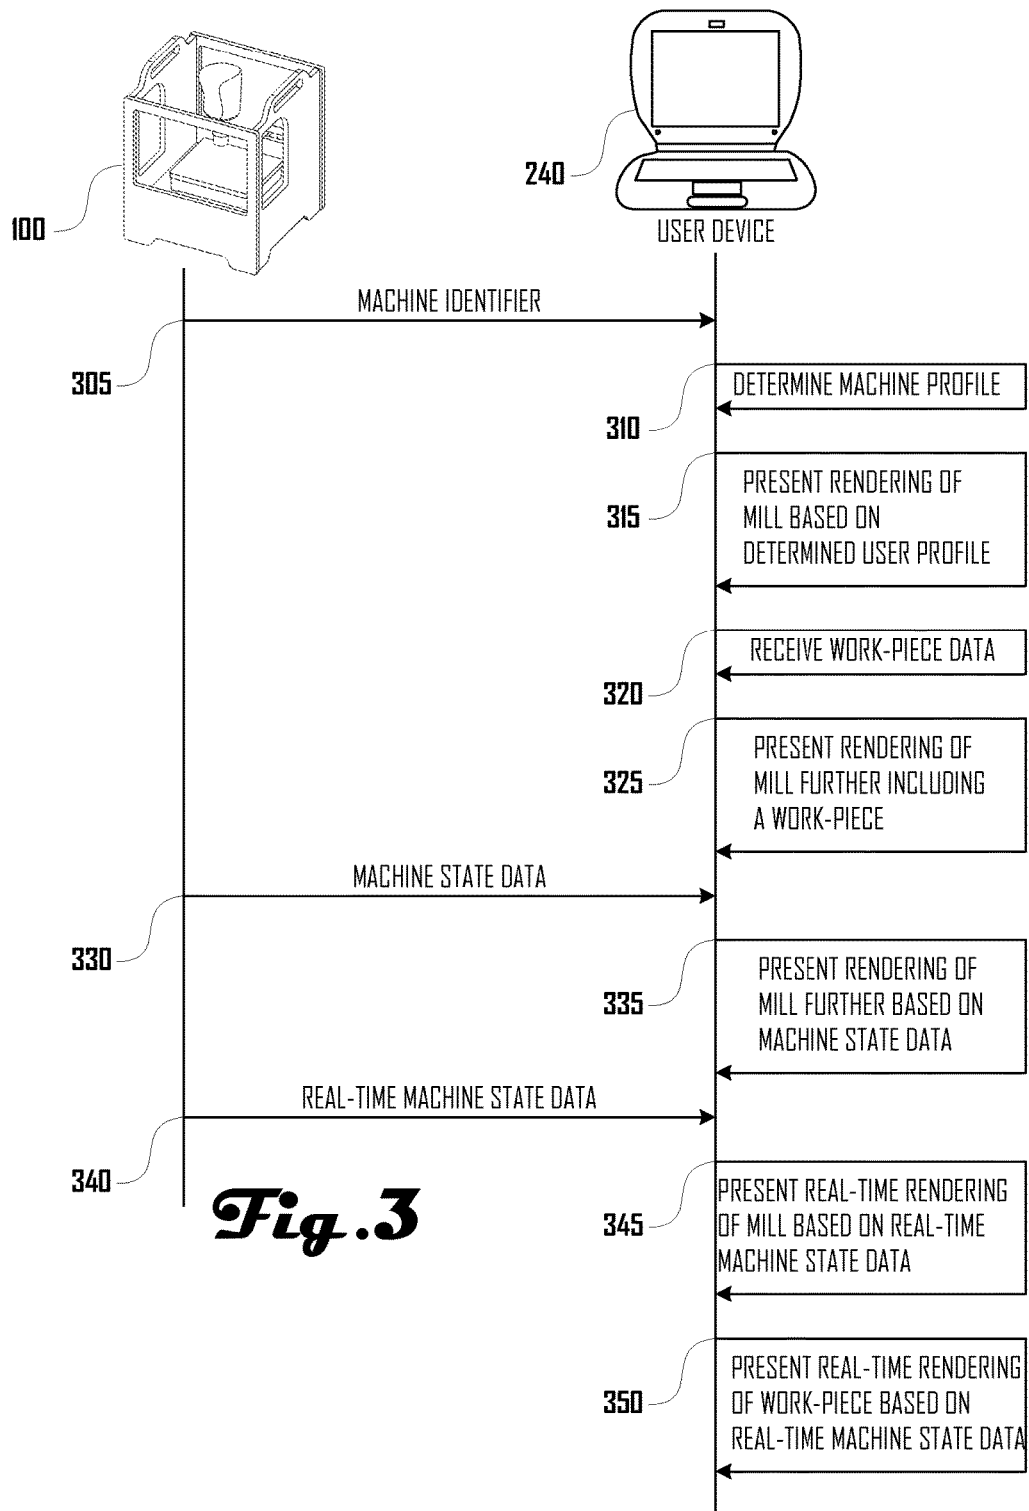 240
100
USER DEVICE
MACHINE IDENTIFIER
305
DETERMINE MACHINE PROFILE
310
PRESENT RENDERING OF
MILL BASED ON
DETERMINED USER PROFILE
315
RECEIVE WORK-PIECE DATA
320
PRESENT RENDERING OF
MILL FURTHER INCLUDING
A WORK-PIECE
325
MACHINE STATE DATA
330
PRESENT RENDERING OF
MILL FURTHER BASED ON
MACHINE STATE DATA
335
REAL-TIME MACHINE STATE DATA
340
Fig.3
PRESENT REAL-TIME RENDERING
OF MILL BASED ON REAL-TIME
MACHINE STATE DATA
345
PRESENT REAL-TIME RENDERING
OF WORK-PIECE BASED ON
REAL-TIME MACHINE STATE DATA
350